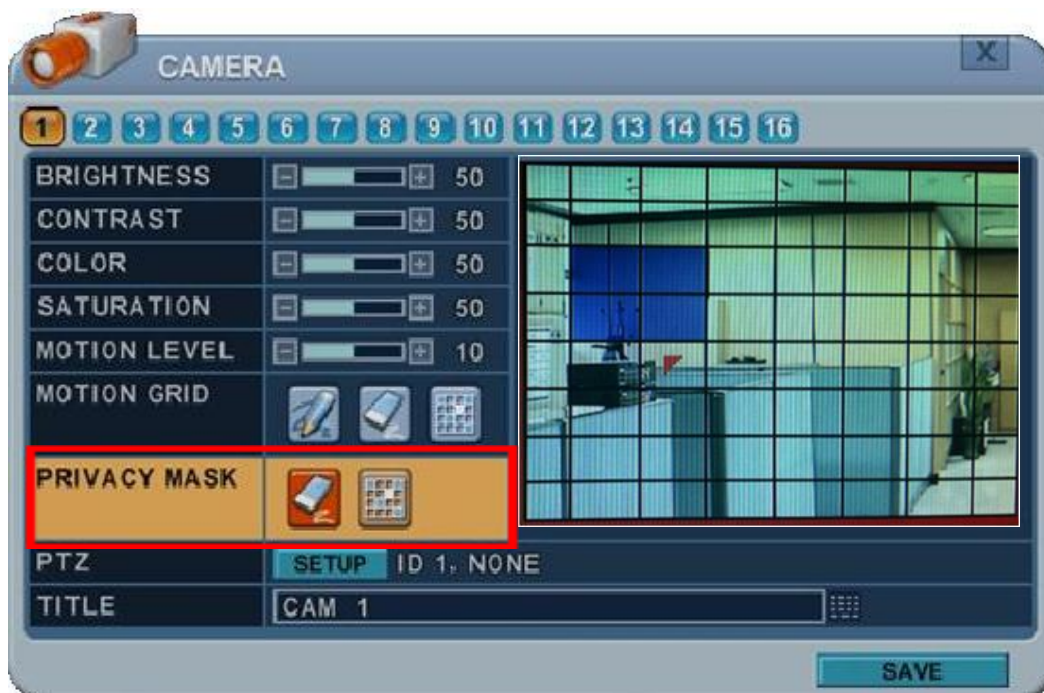 CAMERA X
1 2 3 4 5 6 7 8 9 10 11 12 13 14 15 16
BRIGHTNESS 50
CONTRAST 50
COLOR 50
SATURATION 50
MOTION LEVEL 10
MOTION GRID
PRIVACY MASK
PTZ SETUP ID 1, NONE
TITLE CAM 1
SAVE